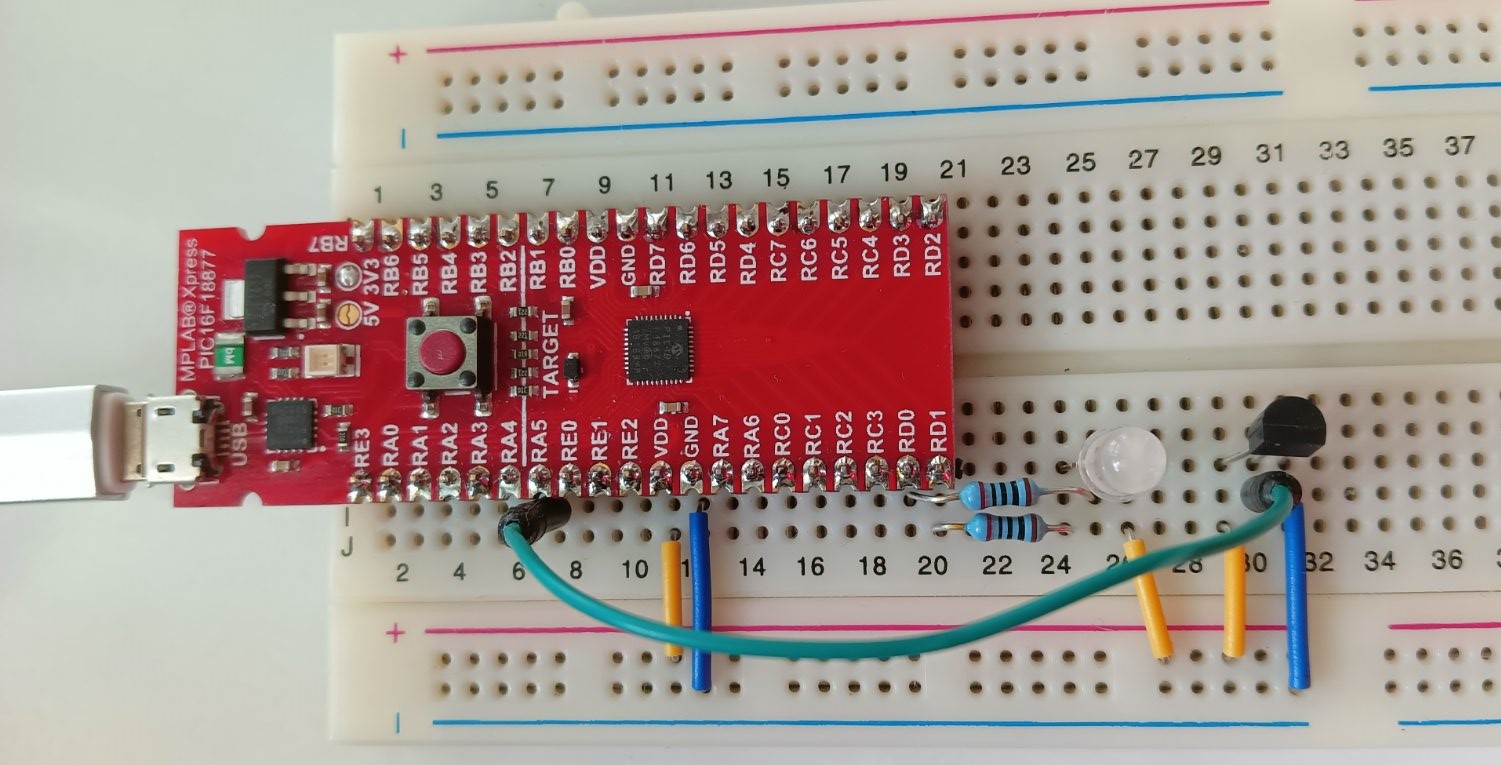 +
1 3 5 7 9 11 13 15 17 19 21 23 25 27 29 31 33 35 37
RB7 RB6 RB5 RB4 RB3 RB2 RB1 RB0 VDD GND RD7 RD6 RD5 RD4 RC7 RC6 RC5 RC4 RD3 RD2
MPLAB® Xpress
PIC16F18877
3V3
5V
TARGET
USB
RE3 RA0 RA1 RA2 RA3 RA4 RA5 RE0 RE1 RE2 VDD GND RA7 RA6 RC0 RC1 RC2 RC3 RD0 RD1
I
J
2 4 6 8 10 14 16 18 20 22 24 28 30 32 34 36
+